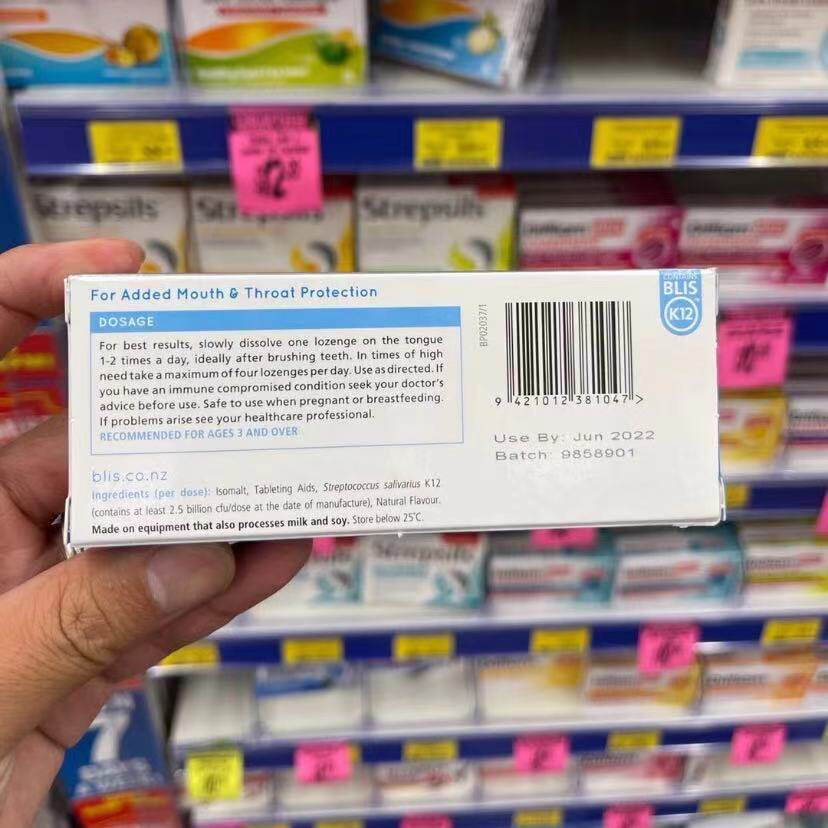 Strepsils
Strepsils
For Added Mouth & Throat Protection
DOSAGE
For best results, slowly dissolve one lozenge on the tongue
1-2 times a day, ideally after brushing teeth. In times of high
need take a maximum of four lozenges per day. Use as directed. If
you have an immune compromised condition seek your doctor's
advice before use. Safe to use when pregnant or breastfeeding.
If problems arise see your healthcare professional.
RECOMMENDED FOR AGES 3 AND OVER
blis.co.nz
Ingredients (per dose): Isomalt, Tableting Aids, Streptococcus salivarius K12
(contains at least 2.5 billion cfu/dose at the date of manufacture), Natural Flavour.
Made on equipment that also processes milk and soy. Store below 25°C.
BP02037/1
9 421012 381047 >
Use By: Jun 2022
Batch: 9858901
CONTAINS
BLIS
K12™
Strepsils
7